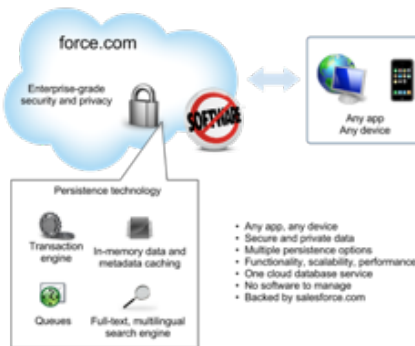 force.com
Enterprise-grade
security and privacy
SOFTWARE
Any app
Any device
Persistence technology
Transaction
engine
In-memory data and
metadata caching
Queues
Full-text, multilingual
search engine
• Any app, any device
• Secure and private data
• Multiple persistence options
• Functionality, scalability, performance
• One cloud database service
• No software to manage
• Backed by salesforce.com